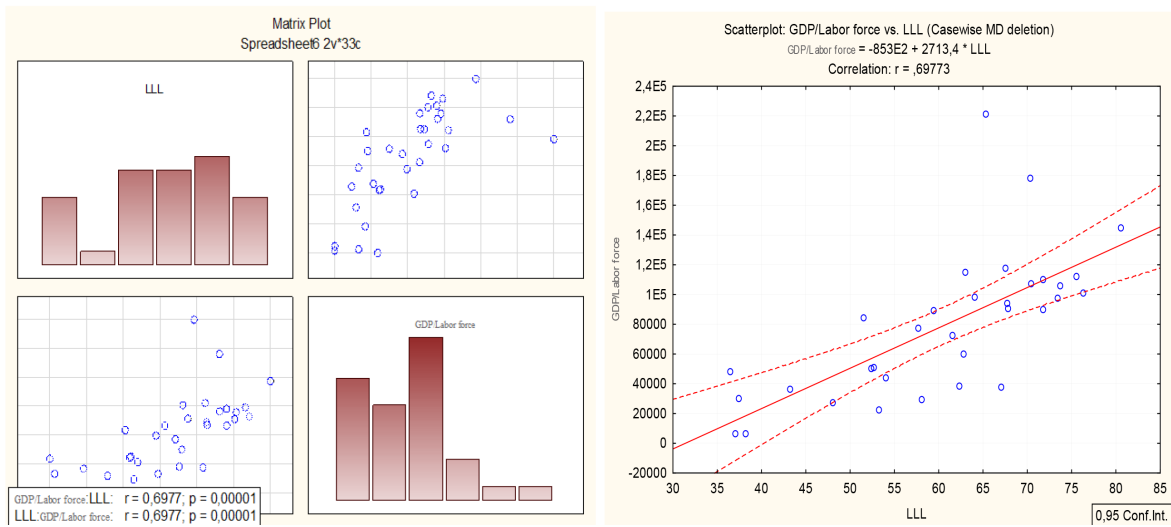 Matrix Plot
Spreadsheet6 2v*33c
LLL
GDP/Labor force
GDP/Labor force:LLL: r = 0,6977; p = 0,00001
LLL:GDP/Labor force: r = 0,6977; p = 0,00001
Scatterplot: GDP/Labor force vs. LLL (Casewise MD deletion)
GDP/Labor force = -853E2 + 2713,4 * LLL
Correlation: r = ,69773
2,4E5
2,2E5
2E5
1,8E5
1,6E5
1,4E5
1,2E5
1E5
80000
60000
40000
20000
0
-20000
GDP/Labor force
30 35 40 45 50 55 60 65 70 75 80 85
LLL
0,95 Conf.Int.